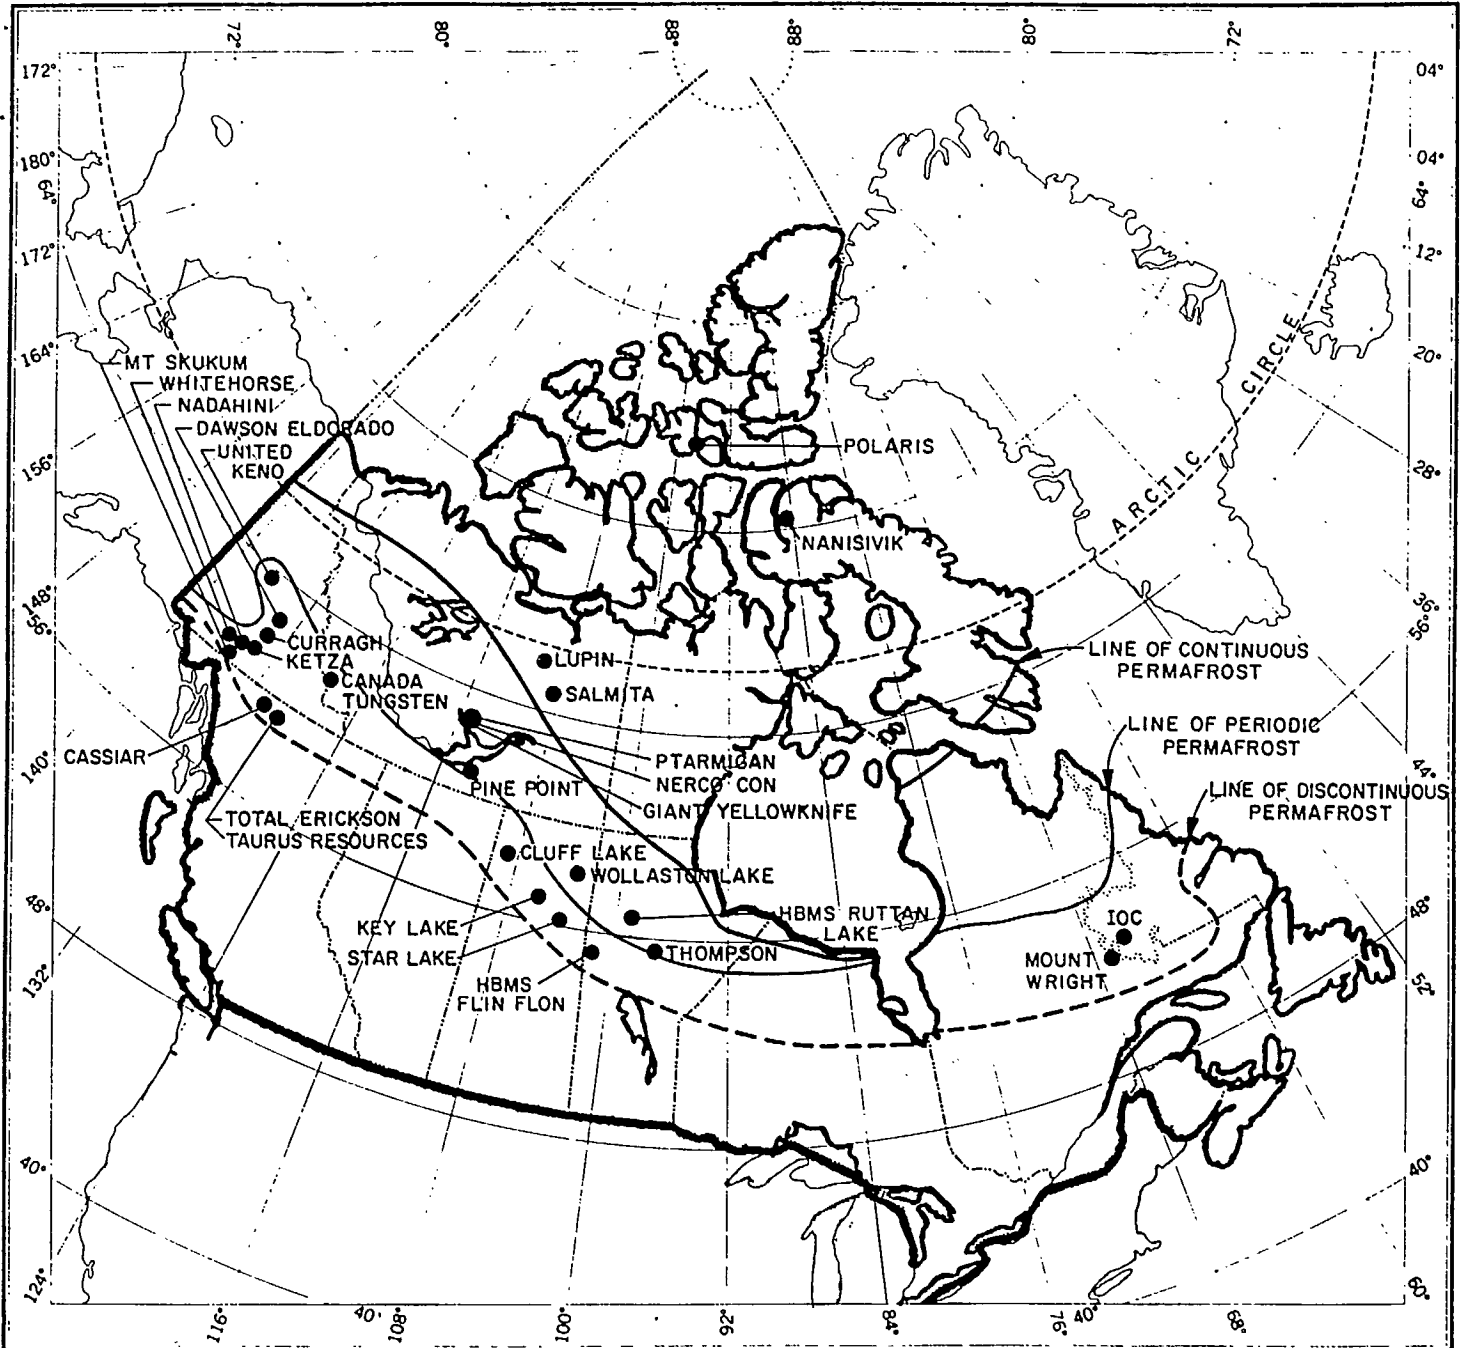 72°
80°
88°
88°
80°
72°
172°
04°
180°
04°
64°
64°
172°
12°
164°
20°
156°
28°
148°
36°
56°
56°
140°
44°
48°
48°
132°
52°
40°
40°
124°
60°
116°
40°
108°
100°
92°
84°
76°
40°
68°
ARCTIC CIRCLE
MT SKUKUM
WHITEHORSE
NADAHINI
DAWSON ELDORADO
UNITED
KENO
POLARIS
NANISIVIK
CURRAGH
KETZA
CANADA
TUNGSTEN
LUPIN
SALMITA
LINE OF CONTINUOUS
PERMAFROST
LINE OF PERIODIC
PERMAFROST
LINE OF DISCONTINUOUS
PERMAFROST
CASSIAR
PTARMIGAN
NERCO CON
GIANT YELLOWKNIFE
PINE POINT
TOTAL ERICKSON
TAURUS RESOURCES
CLUFF LAKE
WOLLASTON LAKE
KEY LAKE
STAR LAKE
HBMS RUTTAN
LAKE
THOMPSON
HBMS
FLIN FLON
IOC
MOUNT
WRIGHT